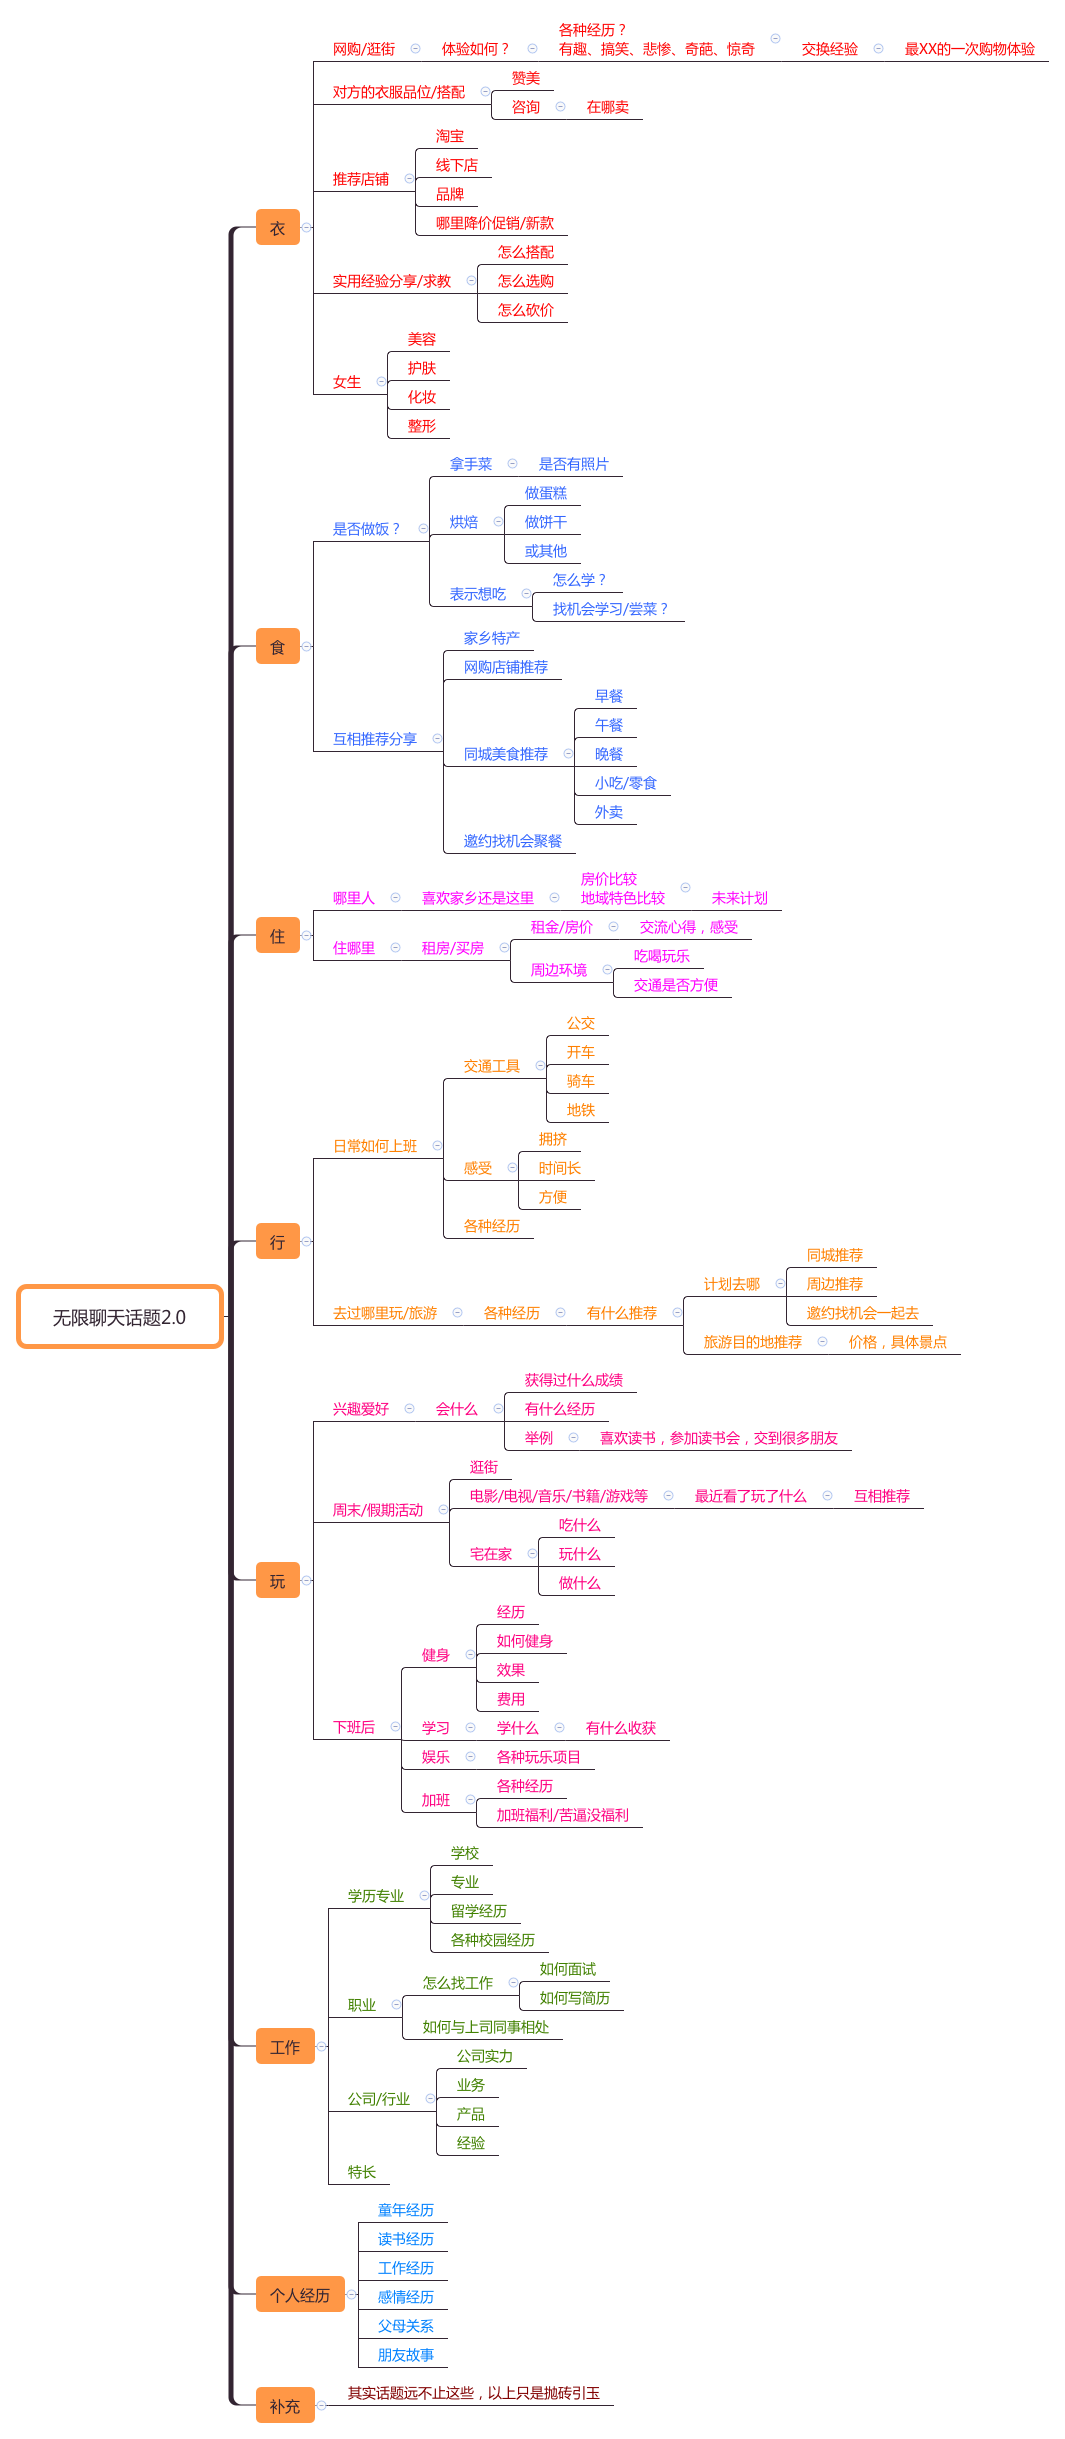 无限聊天话题2.0
衣
网购/逛街
体验如何？
各种经历？
有趣、搞笑、悲惨、奇葩、惊奇
交换经验
最XX的一次购物体验
对方的衣服品位/搭配
赞美
咨询
在哪卖
推荐店铺
淘宝
线下店
品牌
哪里降价促销/新款
实用经验分享/求教
怎么搭配
怎么选购
怎么砍价
女生
美容
护肤
化妆
整形
食
是否做饭？
拿手菜
是否有照片
烘焙
做蛋糕
做饼干
或其他
表示想吃
怎么学？
找机会学习/尝菜？
互相推荐分享
家乡特产
网购店铺推荐
同城美食推荐
早餐
午餐
晚餐
小吃/零食
外卖
邀约找机会聚餐
住
哪里人
喜欢家乡还是这里
房价比较
地域特色比较
未来计划
住哪里
租房/买房
租金/房价
交流心得，感受
周边环境
吃喝玩乐
交通是否方便
行
日常如何上班
交通工具
公交
开车
骑车
地铁
感受
拥挤
时间长
方便
各种经历
去过哪里玩/旅游
各种经历
有什么推荐
计划去哪
同城推荐
周边推荐
邀约找机会一起去
旅游目的地推荐
价格，具体景点
玩
兴趣爱好
会什么
获得过什么成绩
有什么经历
举例
喜欢读书，参加读书会，交到很多朋友
周末/假期活动
逛街
电影/电视/音乐/书籍/游戏等
最近看了玩了什么
互相推荐
宅在家
吃什么
玩什么
做什么
下班后
健身
经历
如何健身
效果
费用
学习
学什么
有什么收获
娱乐
各种玩乐项目
加班
各种经历
加班福利/苦逼没福利
工作
学历专业
学校
专业
留学经历
各种校园经历
职业
怎么找工作
如何面试
如何写简历
如何与上司同事相处
公司/行业
公司实力
业务
产品
经验
特长
个人经历
童年经历
读书经历
工作经历
感情经历
父母关系
朋友故事
补充
其实话题远不止这些，以上只是抛砖引玉